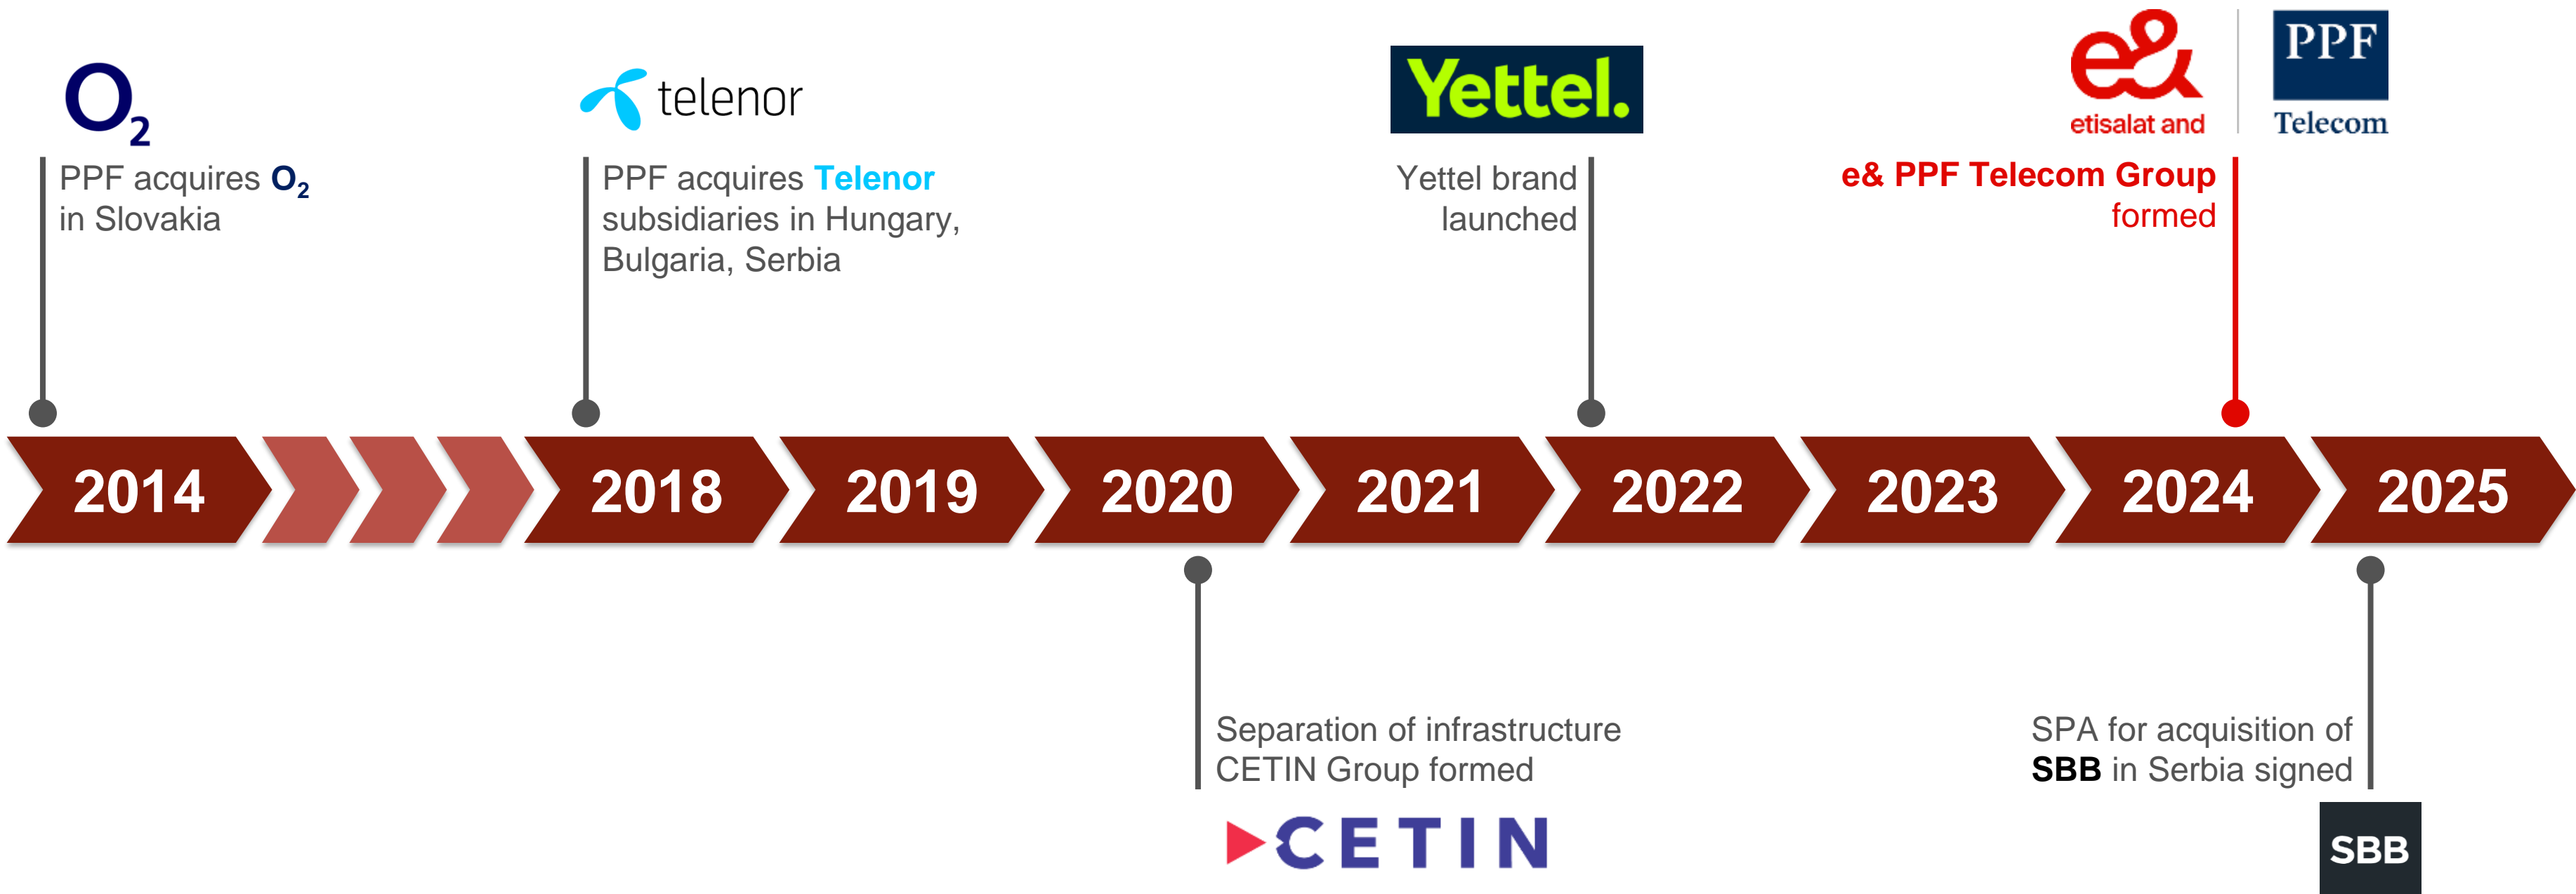 O2
PPF acquires O2
in Slovakia
telenor
PPF acquires Telenor
subsidiaries in Hungary,
Bulgaria, Serbia
Yettel.
Yettel brand
launched
e&
etisalat and
PPF
Telecom
e& PPF Telecom Group
formed
2014
2018
2019
2020
2021
2022
2023
2024
2025
Separation of infrastructure
CETIN Group formed
CETIN
SPA for acquisition of
SBB in Serbia signed
SBB